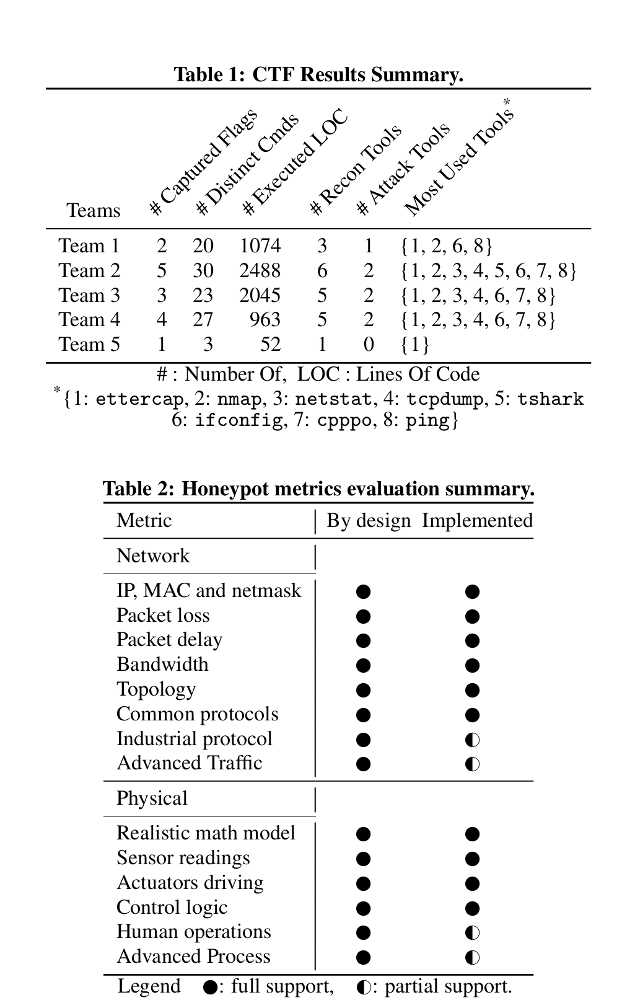 Table 1: CTF Results Summary.
Teams # Captured Flags # Distinct Cmds # Executed LOC # Recon Tools # Attack Tools Most Used Tools*
Team 1 2 20 1074 3 1 {1, 2, 6, 8}
Team 2 5 30 2488 6 2 {1, 2, 3, 4, 5, 6, 7, 8}
Team 3 3 23 2045 5 2 {1, 2, 3, 4, 6, 7, 8}
Team 4 4 27 963 5 2 {1, 2, 3, 4, 6, 7, 8}
Team 5 1 3 52 1 0 {1}
# : Number Of, LOC : Lines Of Code
*{1: ettercap, 2: nmap, 3: netstat, 4: tcpdump, 5: tshark
6: ifconfig, 7: cpppo, 8: ping}
Table 2: Honeypot metrics evaluation summary.
Metric By design Implemented
Network
IP, MAC and netmask ● ●
Packet loss ● ●
Packet delay ● ●
Bandwidth ● ●
Topology ● ●
Common protocols ● ●
Industrial protocol ● ◐
Advanced Traffic ● ◐
Physical
Realistic math model ● ●
Sensor readings ● ●
Actuators driving ● ●
Control logic ● ●
Human operations ● ◐
Advanced Process ● ◐
Legend ●: full support, ◐: partial support.